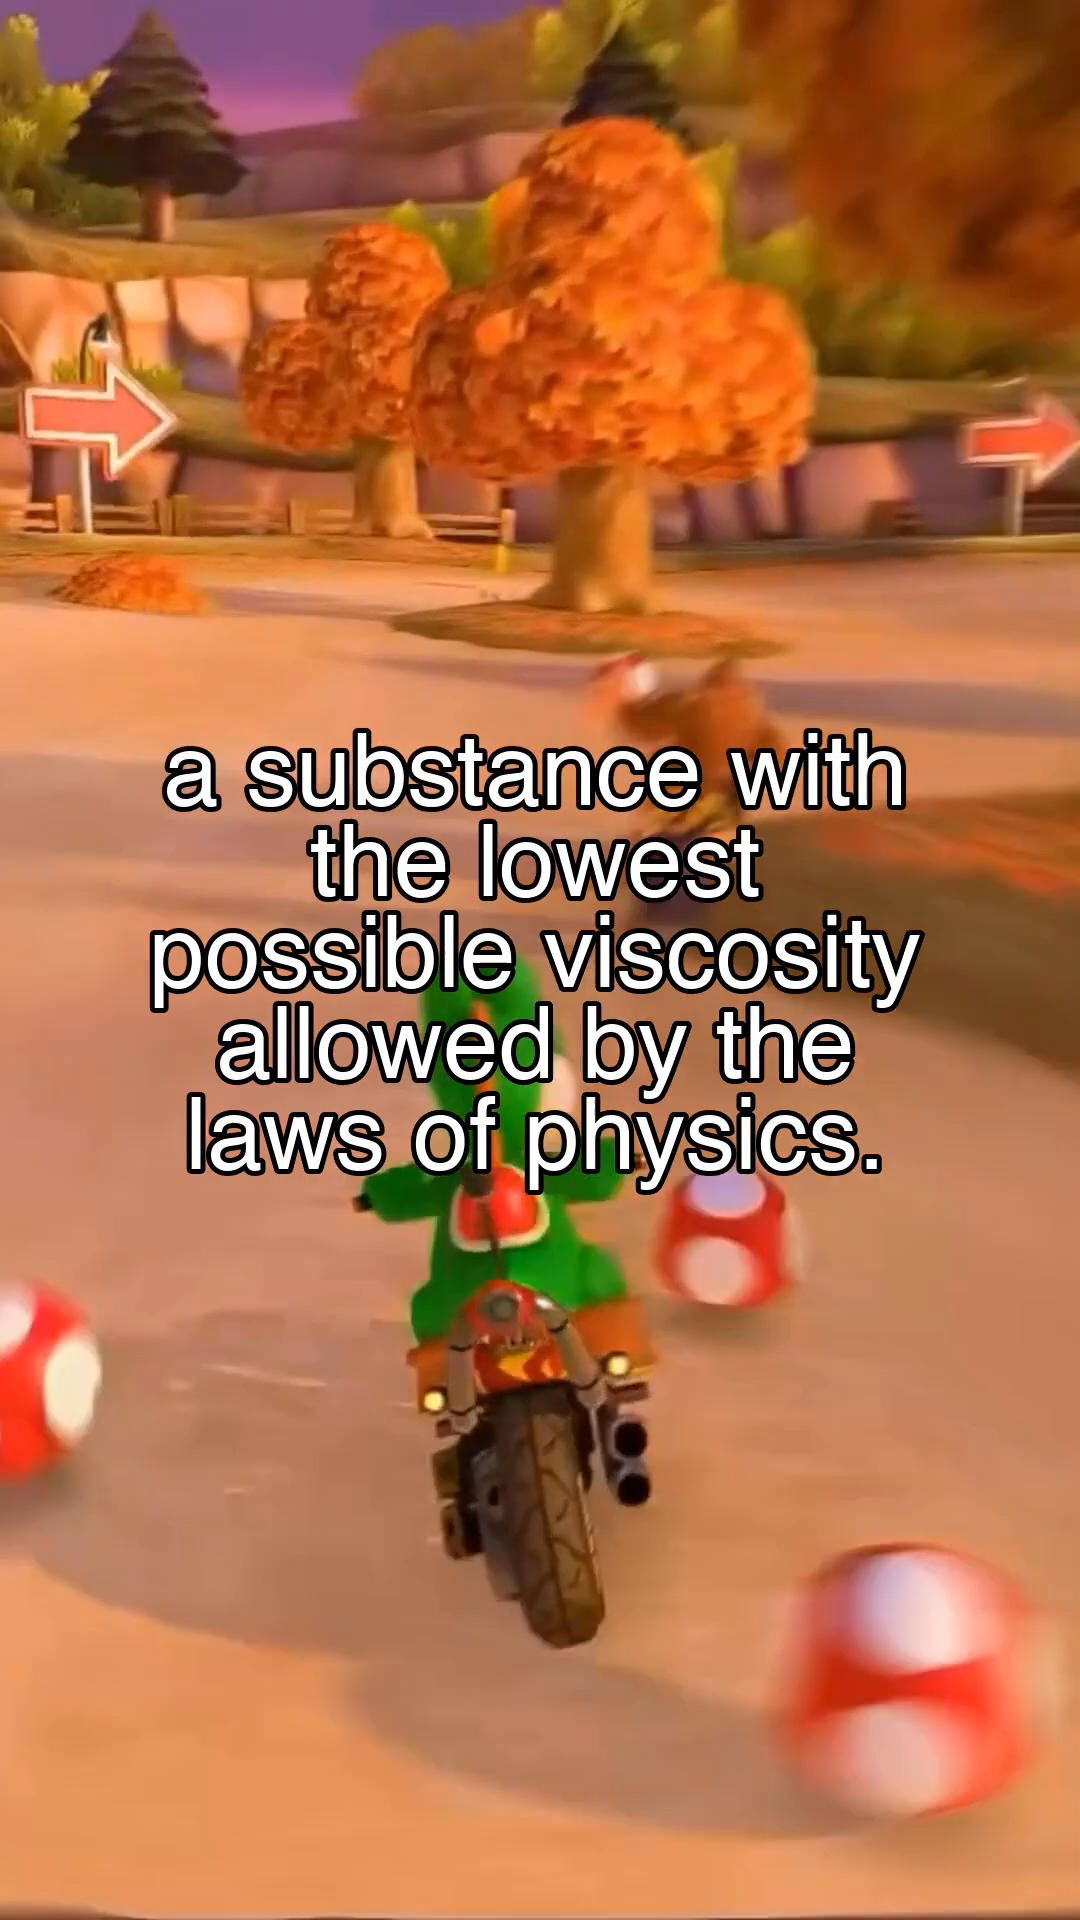 a substance with
the lowest
possible viscosity
allowed by the
laws of physics.